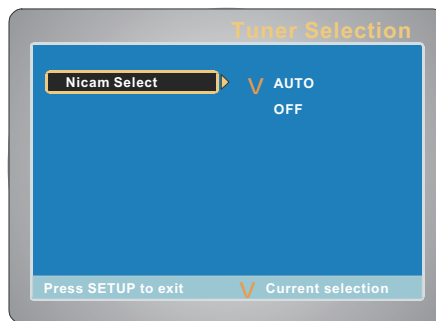 Tuner Selection
Nicam Select V AUTO
OFF
Press SETUP to exit V Current selection